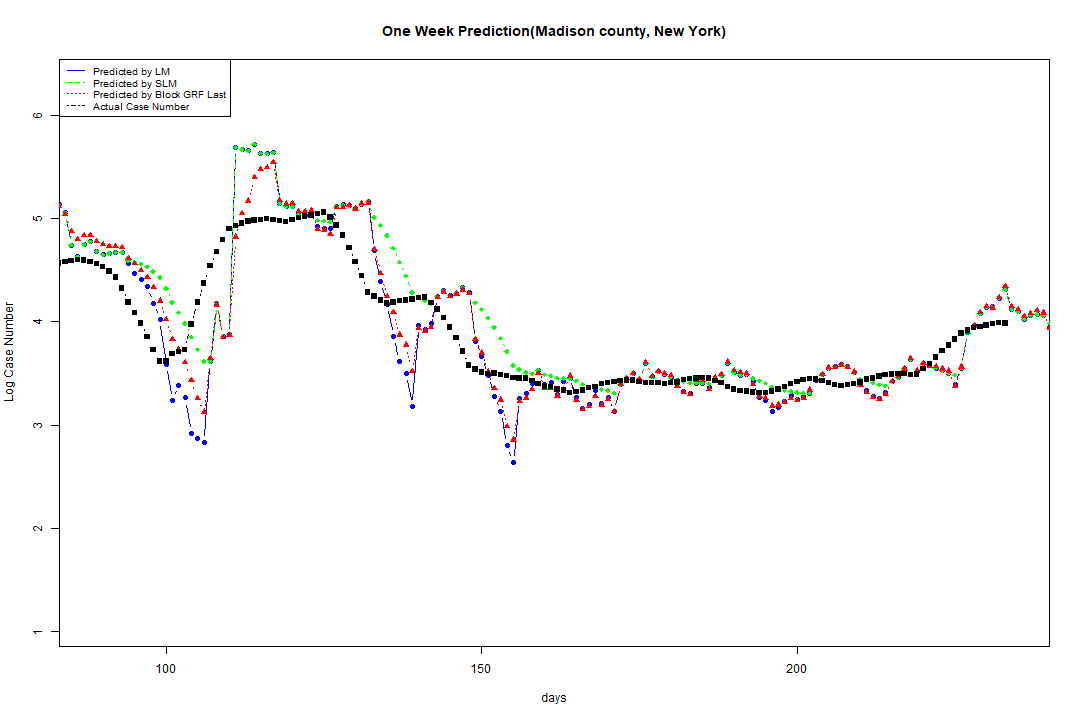 One Week Prediction(Madison county, New York)
Predicted by LM
Predicted by SLM
Predicted by Block GRF Last
Actual Case Number
6
5
4
3
2
1
Log Case Number
100 150 200
days